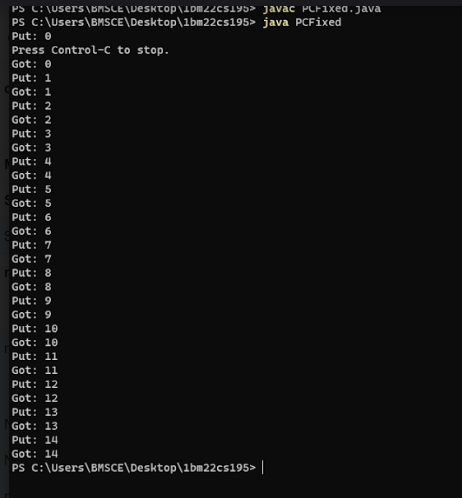 PS C:\Users\BMSCE\Desktop\1bm22cs195> javac PCFixed.java
PS C:\Users\BMSCE\Desktop\1bm22cs195> java PCFixed
Put: 0
Press Control-C to stop.
Got: 0
Put: 1
Got: 1
Put: 2
Got: 2
Put: 3
Got: 3
Put: 4
Got: 4
Put: 5
Got: 5
Put: 6
Got: 6
Put: 7
Got: 7
Put: 8
Got: 8
Put: 9
Got: 9
Put: 10
Got: 10
Put: 11
Got: 11
Put: 12
Got: 12
Put: 13
Got: 13
Put: 14
Got: 14
PS C:\Users\BMSCE\Desktop\1bm22cs195>